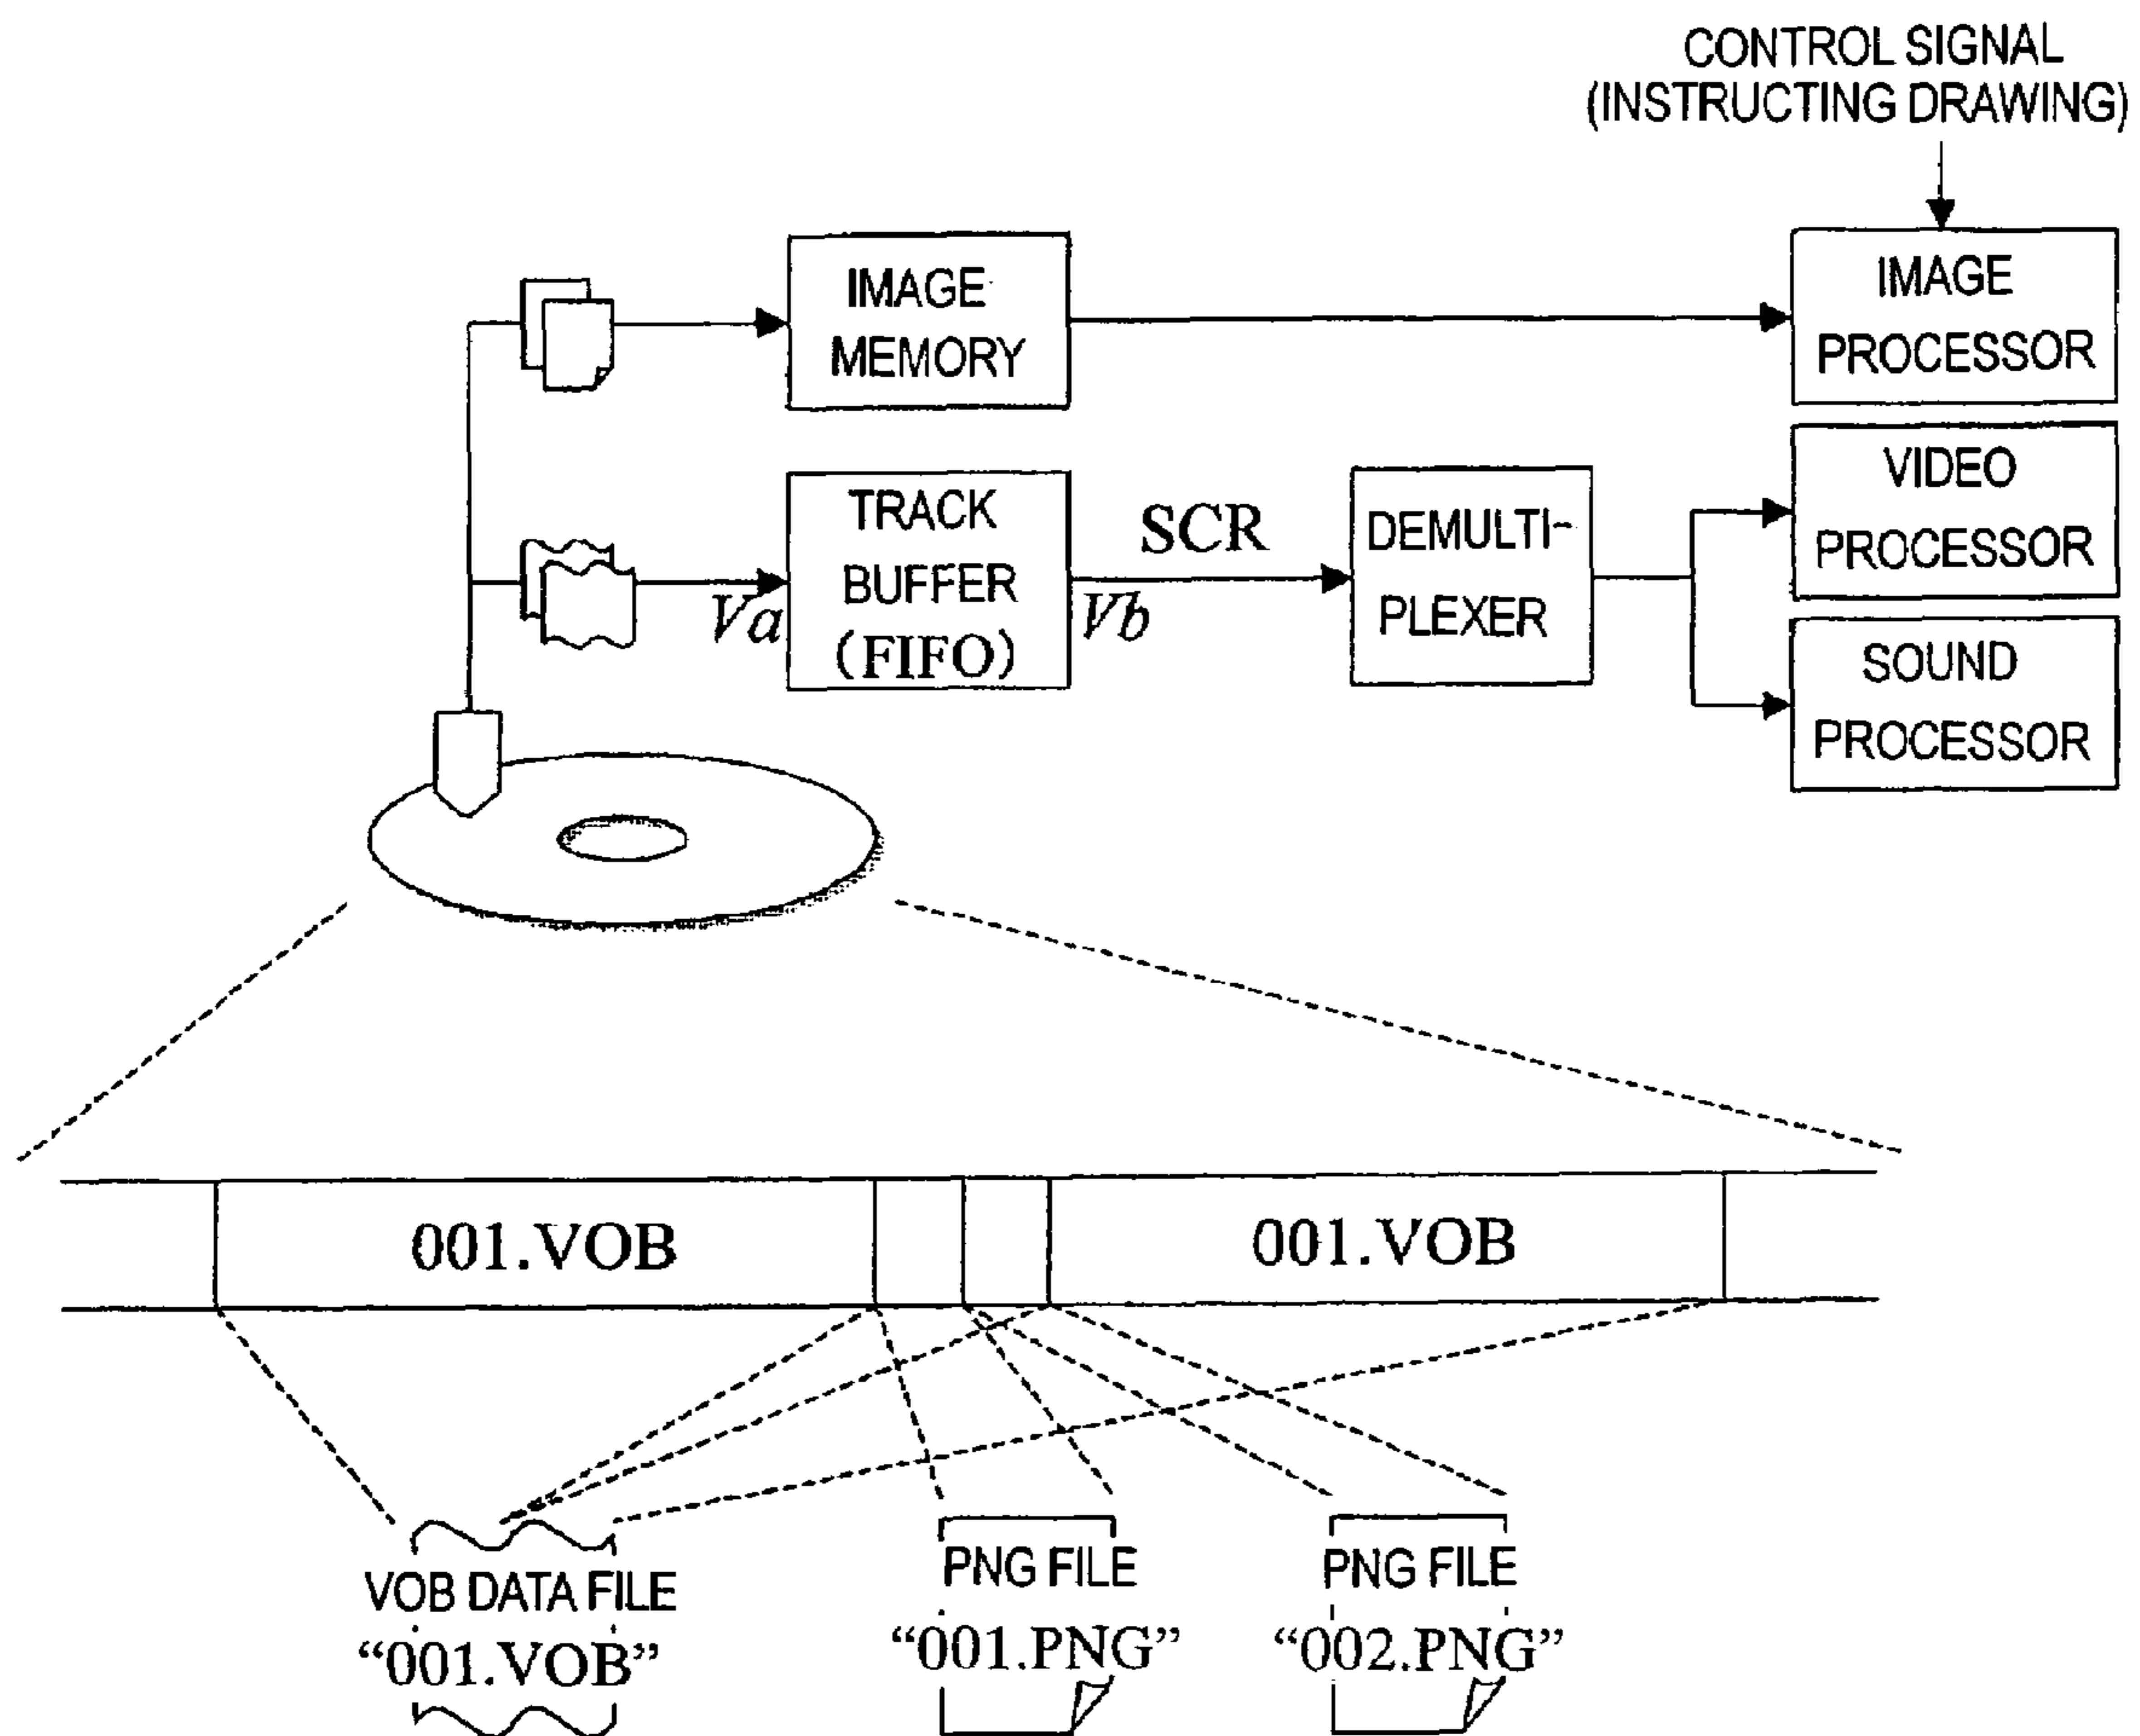 CONTROL SIGNAL
(INSTRUCTING DRAWING)
IMAGE
MEMORY
IMAGE
PROCESSOR
TRACK
BUFFER
(FIFO)
Va
Vb
SCR
DEMULTI-
PLEXER
VIDEO
PROCESSOR
SOUND
PROCESSOR
001.VOB
001.VOB
VOB DATA FILE
“001.VOB”
PNG FILE
“001.PNG”
PNG FILE
“002.PNG”